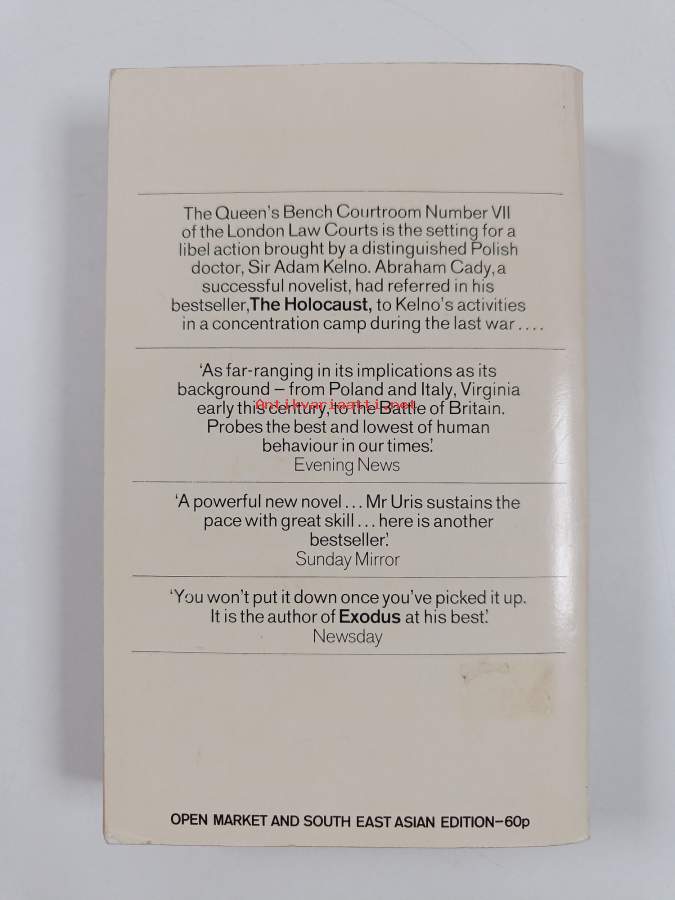 The Queen's Bench Courtroom Number VII
of the London Law Courts is the setting for a
libel action brought by a distinguished Polish
doctor, Sir Adam Kelno. Abraham Cady, a
successful novelist, had referred in his
bestseller, The Holocaust, to Kelno's activities
in a concentration camp during the last war ....
'As far-ranging in its implications as its
background – from Poland and Italy, Virginia
early this century, to the Battle of Britain.
Antikvariaatti.net
Probes the best and lowest of human
behaviour in our times.'
Evening News
'A powerful new novel ... Mr Uris sustains the
pace with great skill ... here is another
bestseller.'
Sunday Mirror
'You won't put it down once you've picked it up.
It is the author of Exodus at his best.'
Newsday
OPEN MARKET AND SOUTH EAST ASIAN EDITION–60p